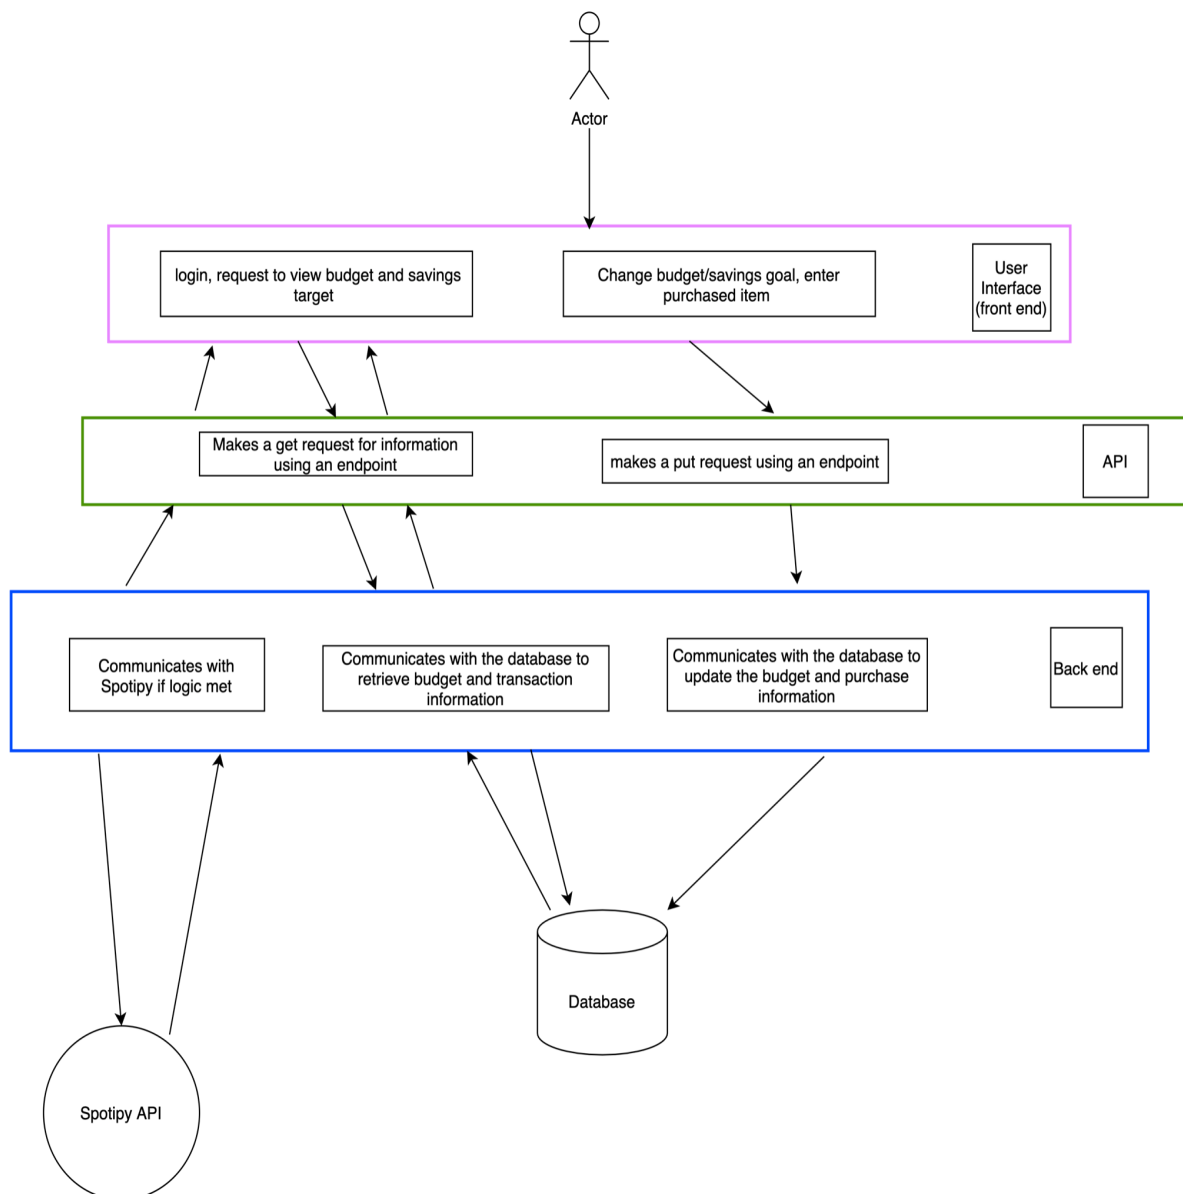 Actor
login, request to view budget and savings
target
Change budget/savings goal, enter
purchased item
User
Interface
(front end)
Makes a get request for information
using an endpoint
makes a put request using an endpoint
API
Communicates with
Spotipy if logic met
Communicates with the database to
retrieve budget and transaction
information
Communicates with the database to
update the budget and purchase
information
Back end
Database
Spotipy API